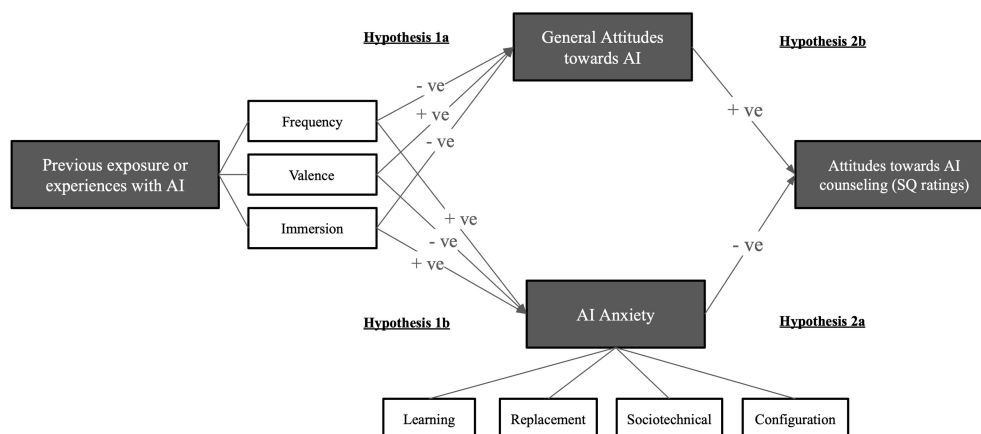 Hypothesis 1a
General Attitudes
towards AI
Hypothesis 2b
- ve
+ ve
- ve
+ ve
Previous exposure or
experiences with AI
Frequency
Valence
Immersion
Attitudes towards AI
counseling (SQ ratings)
+ ve
- ve
+ ve
- ve
Hypothesis 1b
AI Anxiety
Hypothesis 2a
Learning
Replacement
Sociotechnical
Configuration